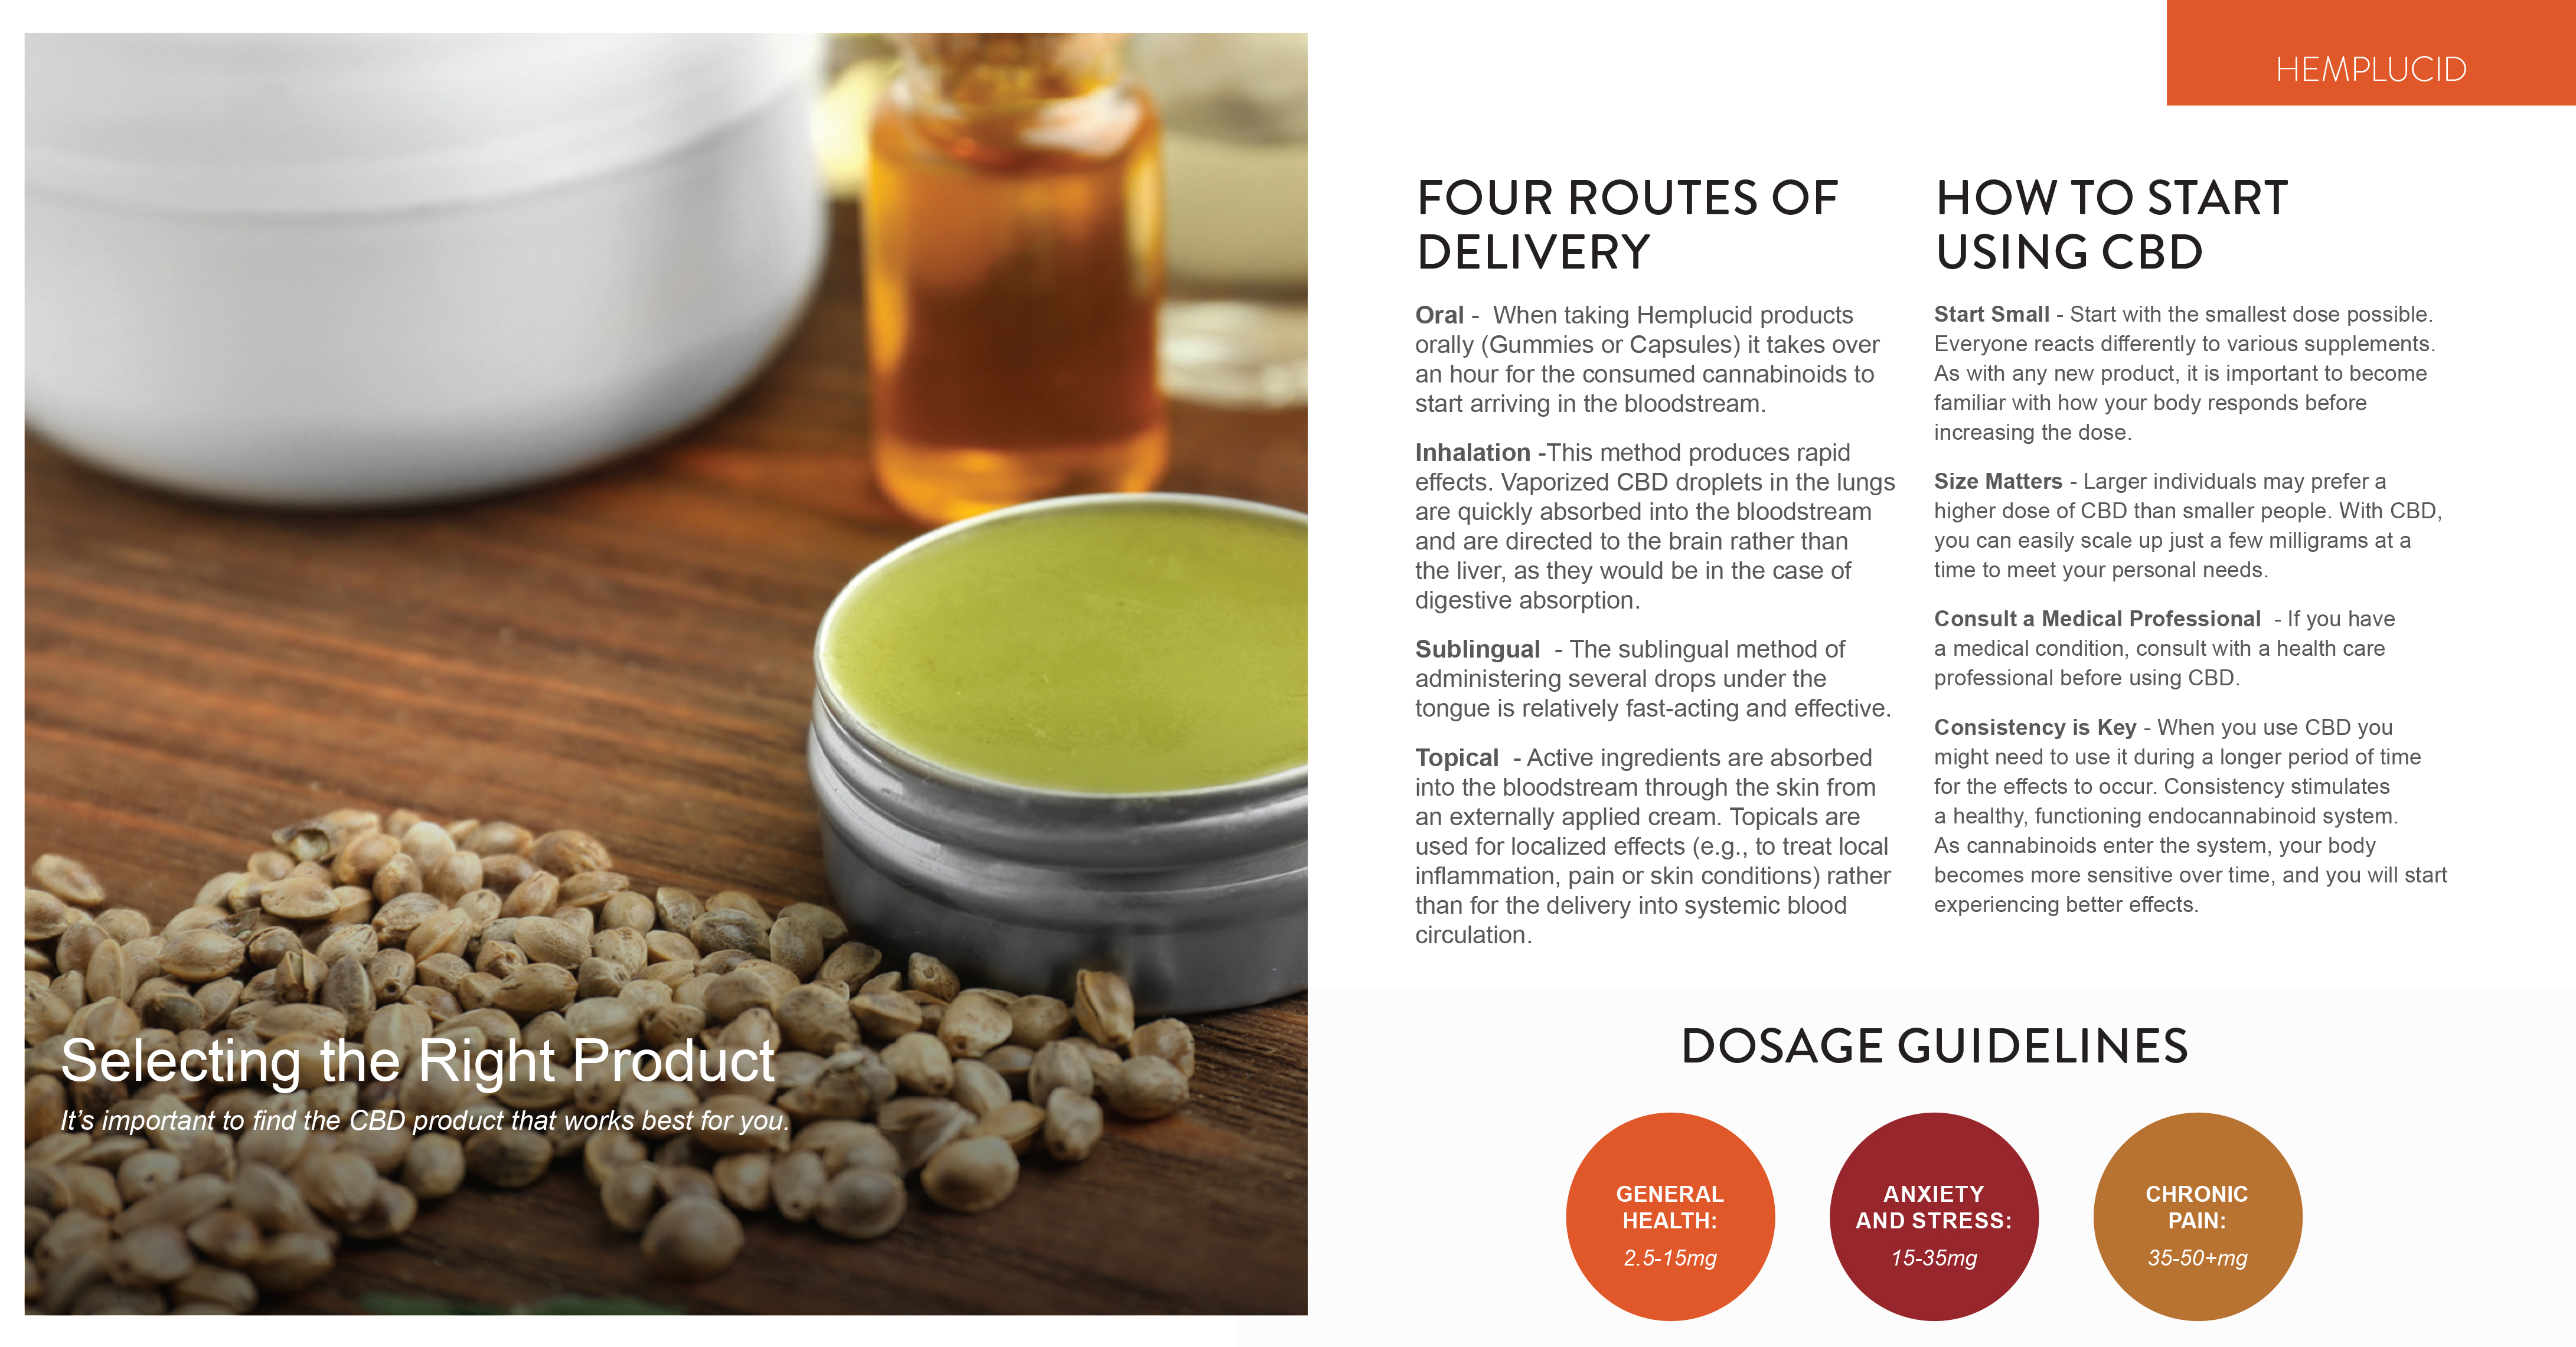 HEMPLUCID
FOUR ROUTES OF
DELIVERY
Oral -  When taking Hemplucid products
orally (Gummies or Capsules) it takes over
an hour for the consumed cannabinoids to
start arriving in the bloodstream.
Inhalation -This method produces rapid
effects. Vaporized CBD droplets in the lungs
are quickly absorbed into the bloodstream
and are directed to the brain rather than
the liver, as they would be in the case of
digestive absorption.
Sublingual  - The sublingual method of
administering several drops under the
tongue is relatively fast-acting and effective.
Topical  - Active ingredients are absorbed
into the bloodstream through the skin from
an externally applied cream. Topicals are
used for localized effects (e.g., to treat local
inflammation, pain or skin conditions) rather
than for the delivery into systemic blood
circulation.
HOW TO START
USING CBD
Start Small - Start with the smallest dose possible.
Everyone reacts differently to various supplements.
As with any new product, it is important to become
familiar with how your body responds before
increasing the dose.
Size Matters - Larger individuals may prefer a
higher dose of CBD than smaller people. With CBD,
you can easily scale up just a few milligrams at a
time to meet your personal needs.
Consult a Medical Professional  - If you have
a medical condition, consult with a health care
professional before using CBD.
Consistency is Key - When you use CBD you
might need to use it during a longer period of time
for the effects to occur. Consistency stimulates
a healthy, functioning endocannabinoid system.
As cannabinoids enter the system, your body
becomes more sensitive over time, and you will start
experiencing better effects.
Selecting the Right Product
It’s important to find the CBD product that works best for you.
DOSAGE GUIDELINES
GENERAL
HEALTH:
2.5-15mg
ANXIETY
AND STRESS:
15-35mg
CHRONIC
PAIN:
35-50+mg